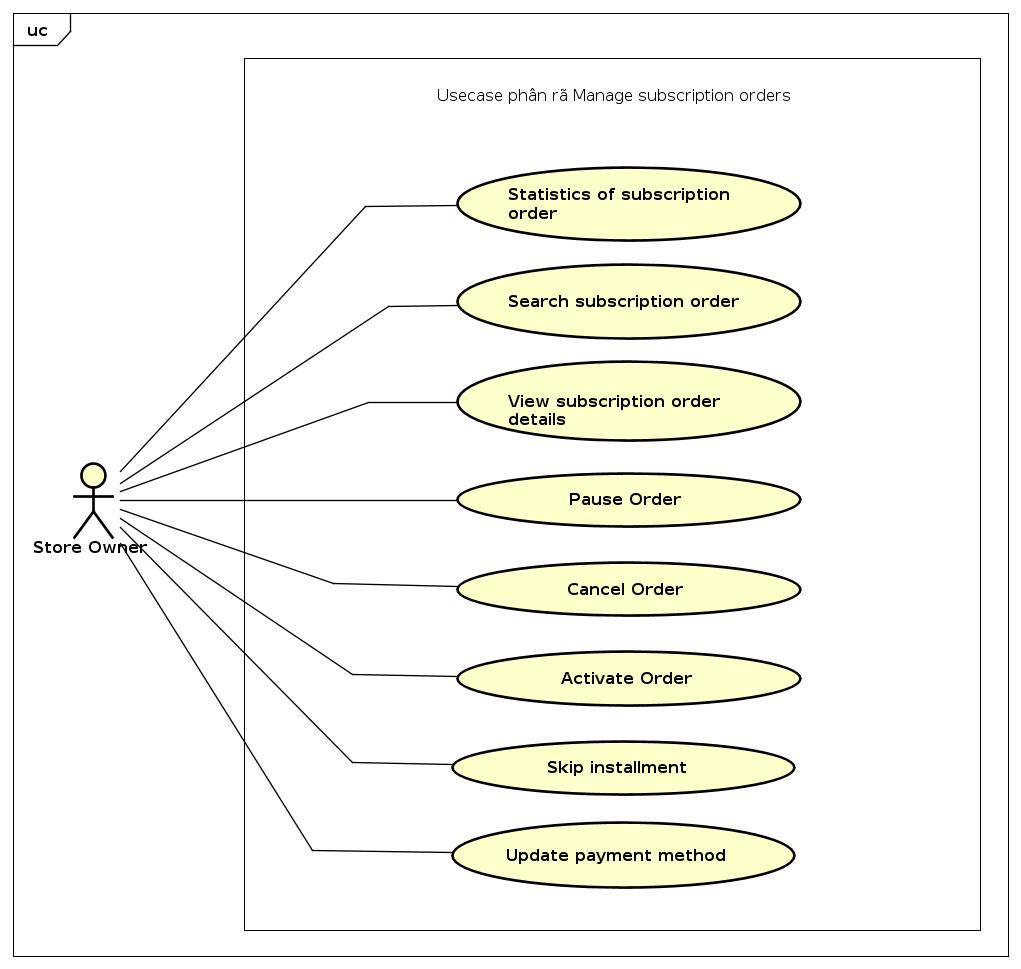 uc
Usecase phân rã Manage subscription orders
Statistics of subscription
order
Search subscription order
View subscription order
details
Pause Order
Store Owner
Cancel Order
Activate Order
Skip installment
Update payment method